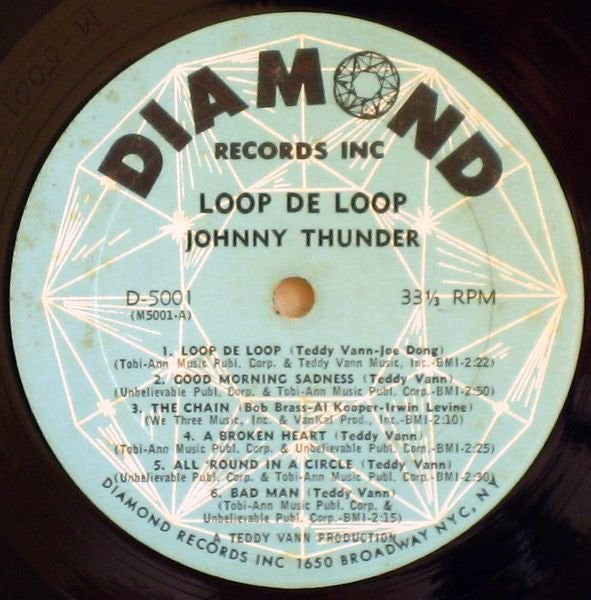 DIAMOND
RECORDS INC
LOOP DE LOOP
JOHNNY THUNDER
D-5001
(M5001-A)
33⅓ RPM
1. LOOP DE LOOP (Teddy Vann-Joe Dong)
(Tobi-Ann Music Publ. Corp. & Teddy Vann Music, Inc.-BMI-2:22)
2. GOOD MORNING SADNESS (Teddy Vann)
(Unbelievable Publ. Corp. & Tobi-Ann Music Publ. Corp.-BMI-2:50)
3. THE CHAIN (Bob Brass-Al Kooper-Irwin Levine)
(We Three Music, Inc. & VanKal Prod., Inc.-BMI-2:10)
4. A BROKEN HEART (Teddy Vann)
(Tobi-Ann Music Publ. Corp. & Unbelievable Publ. Corp.-BMI-2:25)
5. ALL 'ROUND IN A CIRCLE (Teddy Vann)
(Unbelievable Publ. Corp. & Tobi-Ann Music Publ. Corp.-BMI-2:30)
6. BAD MAN (Teddy Vann)
(Tobi-Ann Music Publ. Corp. &
Unbelievable Publ. Corp.-BMI-2:15)
A TEDDY VANN PRODUCTION
DIAMOND RECORDS INC 1650 BROADWAY NYC, NY
M-5001